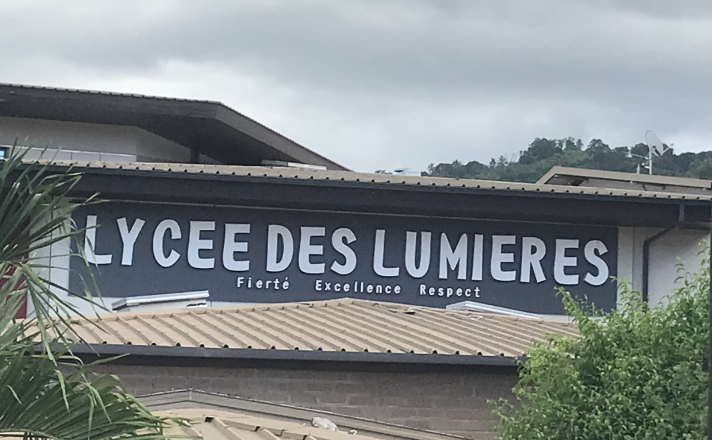 LYCEE DES LUMIERES
Fierté Excellence Respect